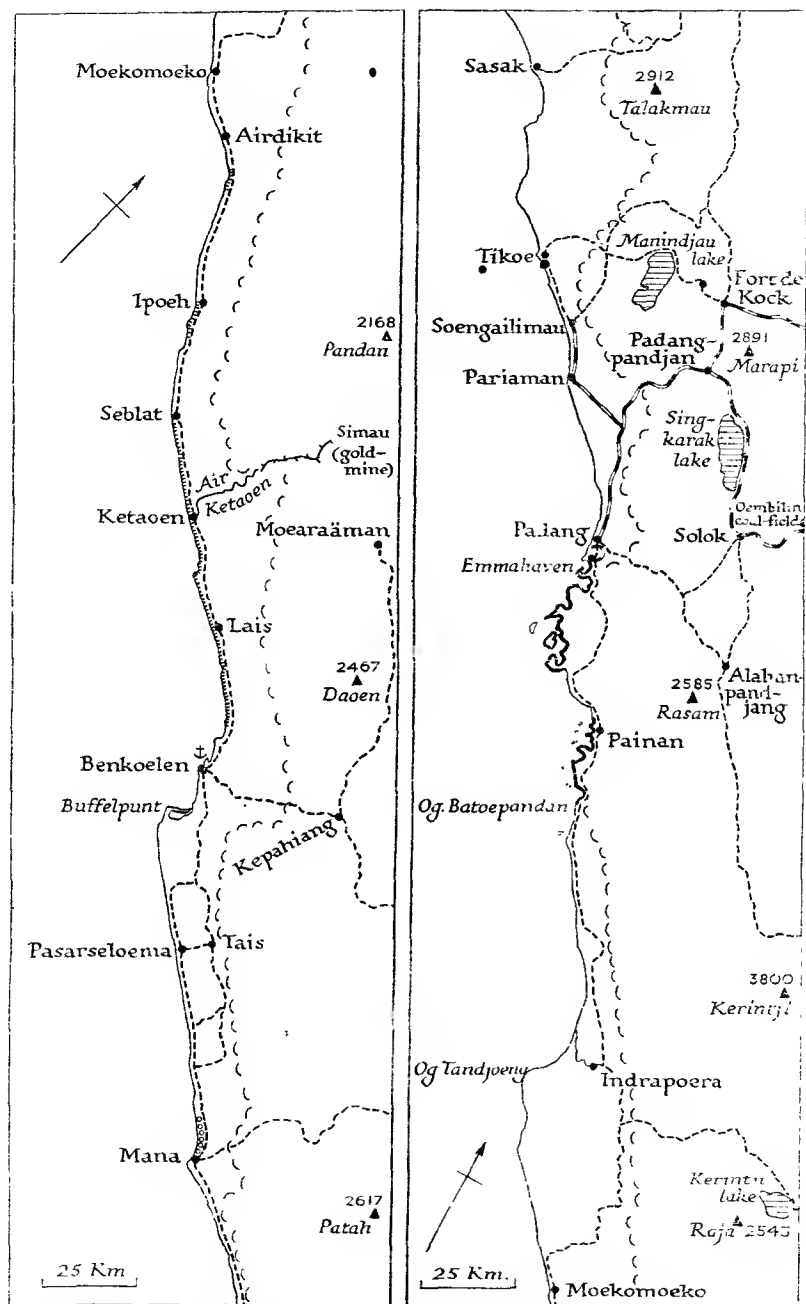 Moekomoeko
Airdikit
Ipoeh
2168
Pandan
Seblat
Simau
(gold-
mine)
Air
Ketaoen
Ketaoen
Moearaäman
Lais
2467
Daoen
Benkoelen
Buffelpunt
Kepahiang
Pasarseloema
Tais
Mana
2617
Patah
25 Km
Sasak
2912
Talakmau
Manindjau
lake
Tikoe
Fort de
Kock
Soengailimau
Padang-
pandjan
2891
Marapi
Pariaman
Sing-
karak
lake
Oembilin
coal-fields
Padang
Solok
Emmahaven
Alahan-
pand-
jang
2585
Rasam
Painan
Og. Batoepandan
3800
Kerintji
Og Tandjoeng
Indrapoera
lake
Raja 2543
25 Km.
Moekomoeko